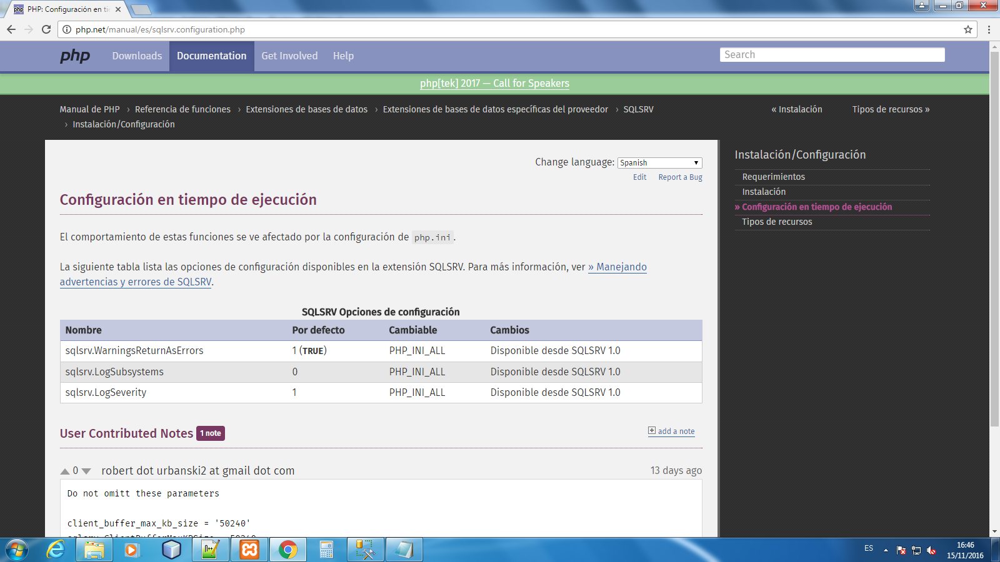 PHP: Configuración en ti
php.net/manual/es/sqlsrv.configuration.php
php Downloads Documentation Get Involved Help Search
php[tek] 2017 — Call for Speakers
Manual de PHP › Referencia de funciones › Extensiones de bases de datos › Extensiones de bases de datos específicas del proveedor › SQLSRV
› Instalación/Configuración
« Instalación Tipos de recursos »
Change language: Spanish
Edit Report a Bug
Configuración en tiempo de ejecución
El comportamiento de estas funciones se ve afectado por la configuración de php.ini.
La siguiente tabla lista las opciones de configuración disponibles en la extensión SQLSRV. Para más información, ver » Manejando
advertencias y errores de SQLSRV.
SQLSRV Opciones de configuración
Nombre Por defecto Cambiable Cambios
sqlsrv.WarningsReturnAsErrors 1 (TRUE) PHP_INI_ALL Disponible desde SQLSRV 1.0
sqlsrv.LogSubsystems 0 PHP_INI_ALL Disponible desde SQLSRV 1.0
sqlsrv.LogSeverity 1 PHP_INI_ALL Disponible desde SQLSRV 1.0
User Contributed Notes 1 note
add a note
0 robert dot urbanski2 at gmail dot com 13 days ago
Do not omitt these parameters
client_buffer_max_kb_size = '50240'
sqlsrv.ClientBufferMaxKBSize = 50240
Instalación/Configuración
Requerimientos
Instalación
» Configuración en tiempo de ejecución
Tipos de recursos
ES
16:46
15/11/2016